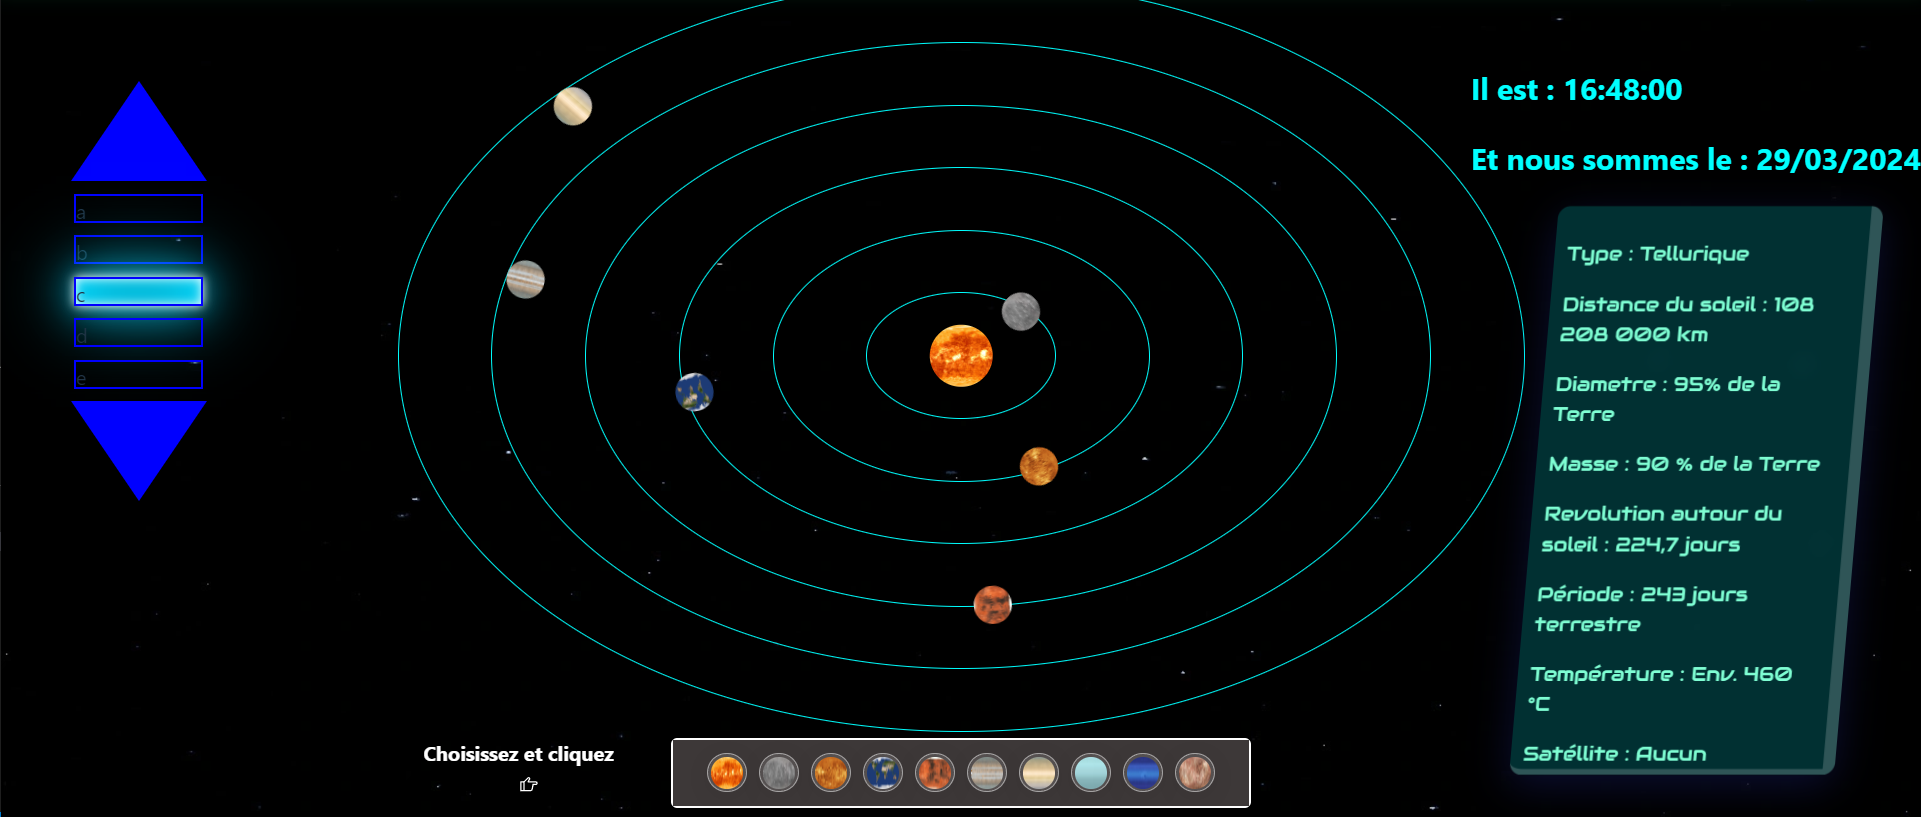 Il est : 16:48:00
Et nous sommes le : 29/03/2024
a
b
c
d
e
Type : Tellurique
Distance du soleil : 108
208 000 km
Diametre : 95% de la
Terre
Masse : 90 % de la Terre
Revolution autour du
soleil : 224,7 jours
Période : 243 jours
terrestre
Température : Env. 460
°C
Satéllite : Aucun
Choisissez et cliquez